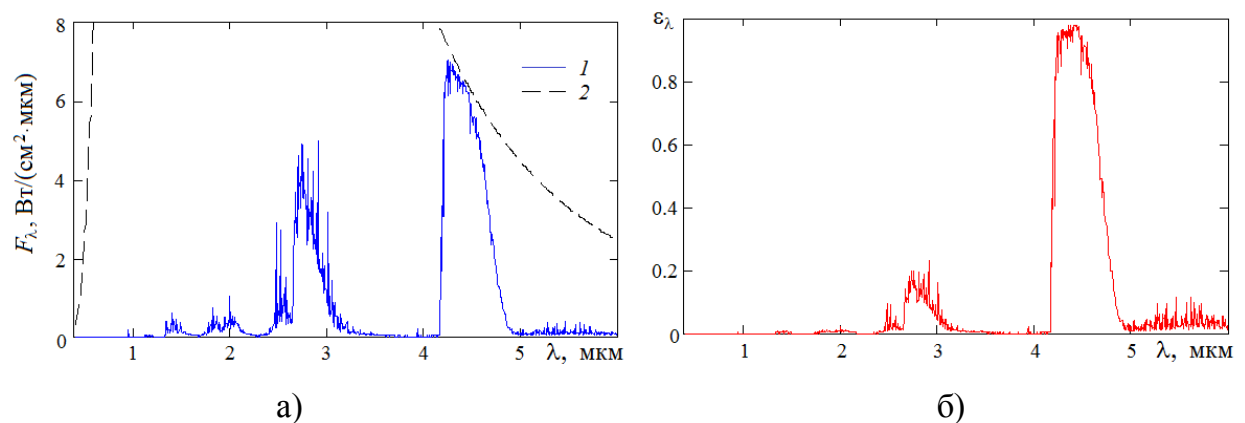 8
6
4
2
0
F_λ, Вт/(см²·мкм)
1
2
1 2 3 4 5 λ, мкм
а)
ε_λ
0.8
0.6
0.4
0.2
0
1 2 3 4 5 λ, мкм
б)